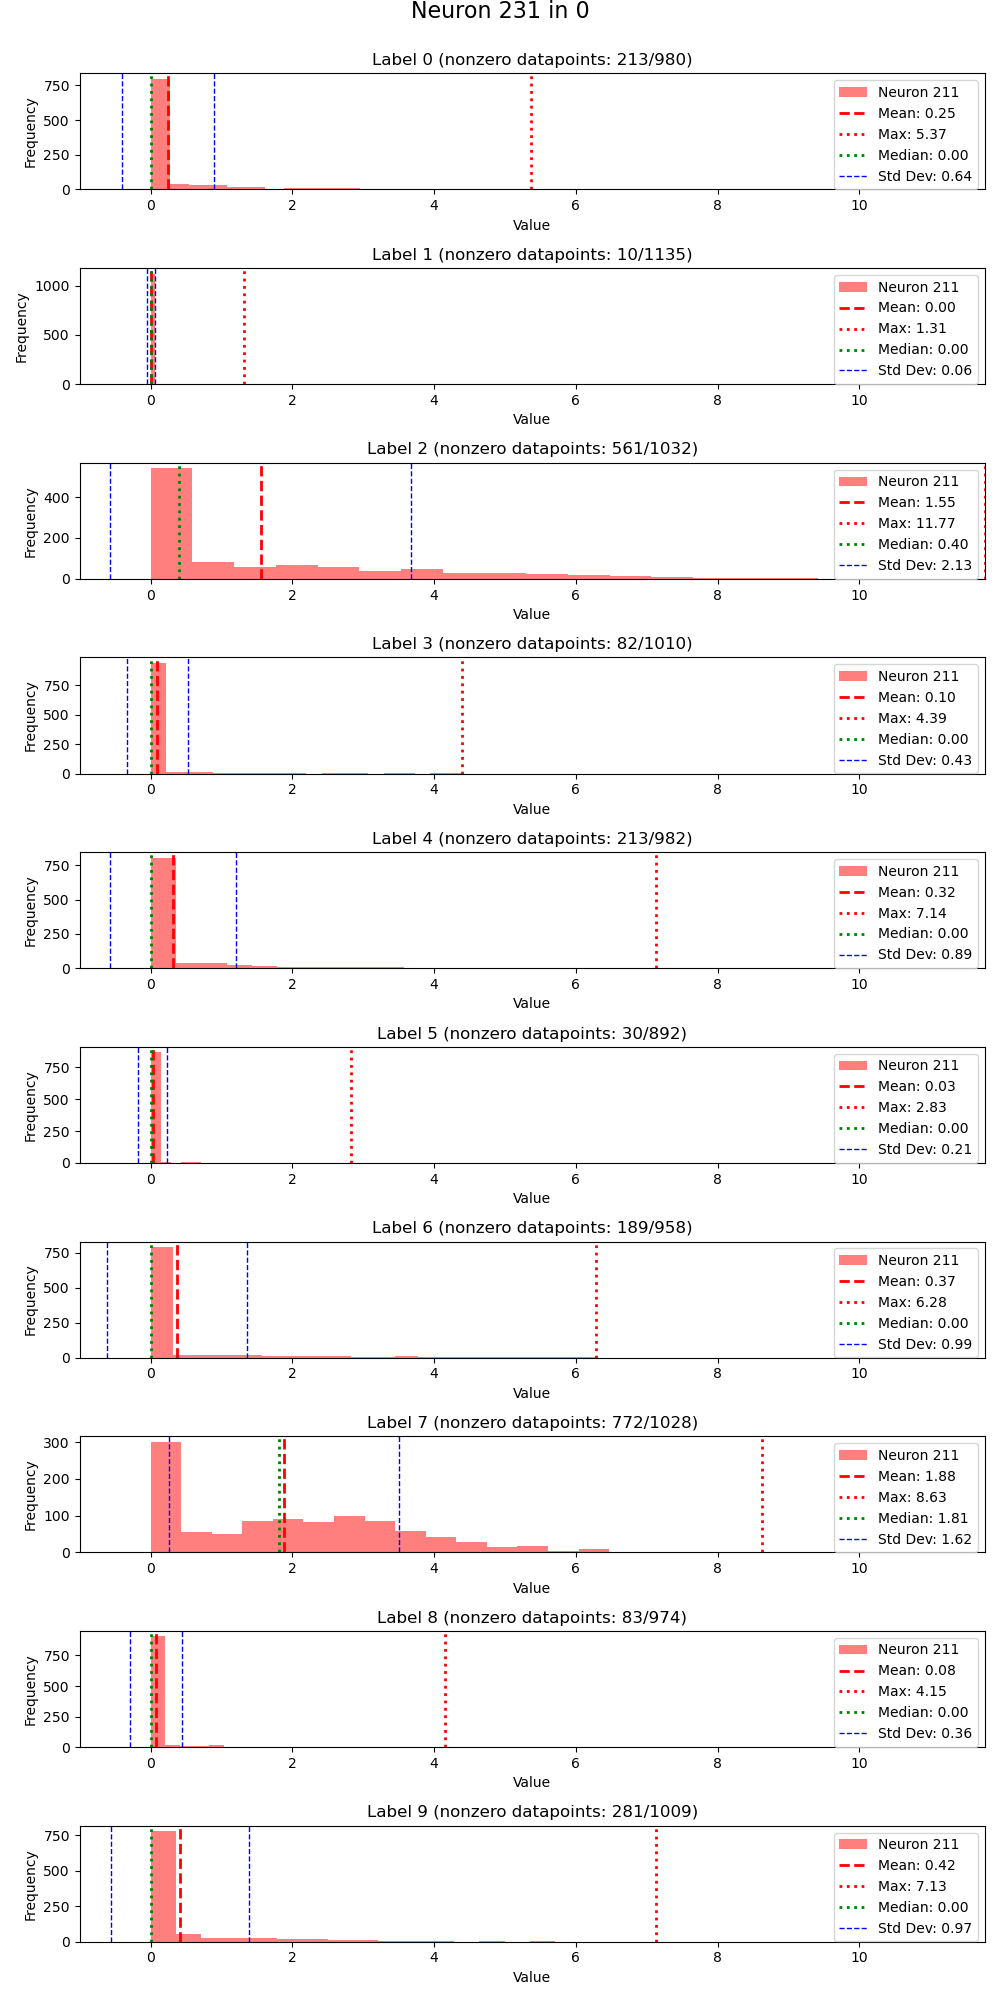 Neuron 231 in 0
Label 0 (nonzero datapoints: 213/980)
Frequency
750
500
250
0
Neuron 211
Mean: 0.25
Max: 5.37
Median: 0.00
Std Dev: 0.64
0 2 4 6 8 10
Value
Label 1 (nonzero datapoints: 10/1135)
Frequency
1000
500
0
Neuron 211
Mean: 0.00
Max: 1.31
Median: 0.00
Std Dev: 0.06
0 2 4 6 8 10
Value
Label 2 (nonzero datapoints: 561/1032)
Frequency
400
200
0
Neuron 211
Mean: 1.55
Max: 11.77
Median: 0.40
Std Dev: 2.13
0 2 4 6 8 10
Value
Label 3 (nonzero datapoints: 82/1010)
Frequency
750
500
250
0
Neuron 211
Mean: 0.10
Max: 4.39
Median: 0.00
Std Dev: 0.43
0 2 4 6 8 10
Value
Label 4 (nonzero datapoints: 213/982)
Frequency
750
500
250
0
Neuron 211
Mean: 0.32
Max: 7.14
Median: 0.00
Std Dev: 0.89
0 2 4 6 8 10
Value
Label 5 (nonzero datapoints: 30/892)
Frequency
750
500
250
0
Neuron 211
Mean: 0.03
Max: 2.83
Median: 0.00
Std Dev: 0.21
0 2 4 6 8 10
Value
Label 6 (nonzero datapoints: 189/958)
Frequency
750
500
250
0
Neuron 211
Mean: 0.37
Max: 6.28
Median: 0.00
Std Dev: 0.99
0 2 4 6 8 10
Value
Label 7 (nonzero datapoints: 772/1028)
Frequency
300
200
100
0
Neuron 211
Mean: 1.88
Max: 8.63
Median: 1.81
Std Dev: 1.62
0 2 4 6 8 10
Value
Label 8 (nonzero datapoints: 83/974)
Frequency
750
500
250
0
Neuron 211
Mean: 0.08
Max: 4.15
Median: 0.00
Std Dev: 0.36
0 2 4 6 8 10
Value
Label 9 (nonzero datapoints: 281/1009)
Frequency
750
500
250
0
Neuron 211
Mean: 0.42
Max: 7.13
Median: 0.00
Std Dev: 0.97
0 2 4 6 8 10
Value